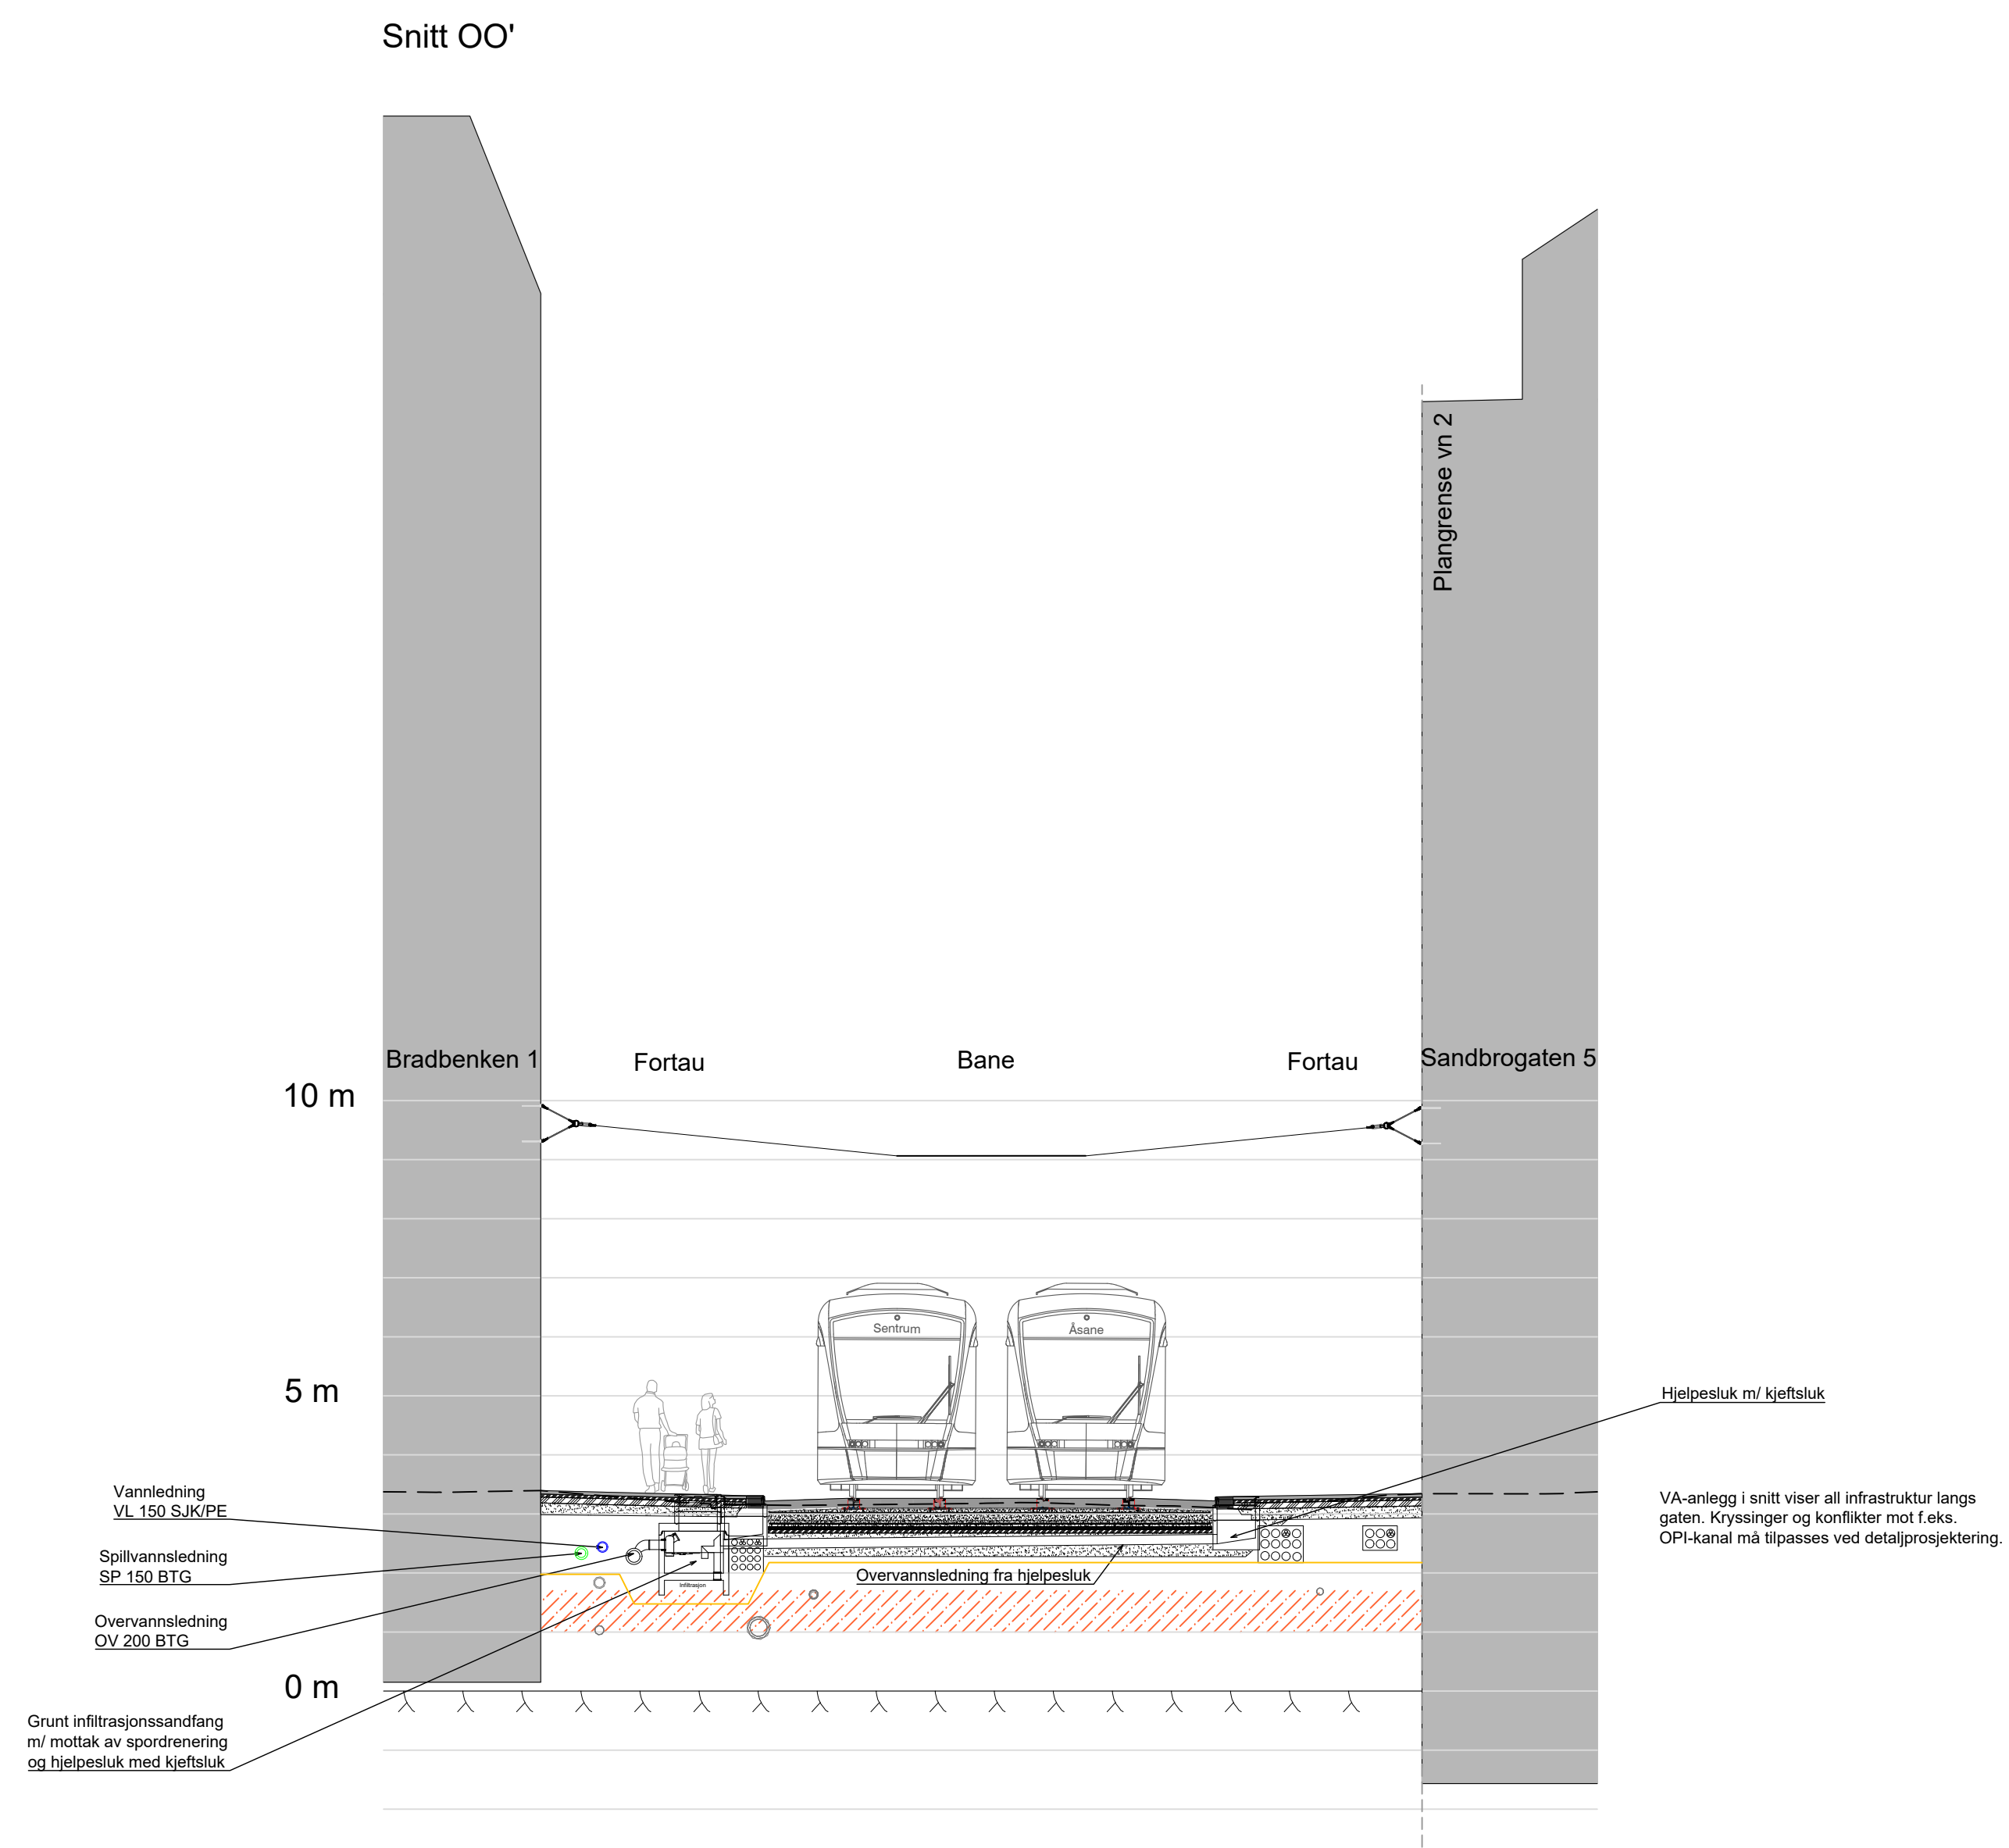 Snitt OO'
Plangrense vn 2
Bradbenken 1
Fortau
Bane
Fortau
Sandbrogaten 5
10 m
Sentrum
Åsane
5 m
Hjelpesluk m/ kjeftsluk
Vannledning
VL 150 SJK/PE
VA-anlegg i snitt viser all infrastruktur langs
gaten. Kryssinger og konflikter mot f.eks.
OPI-kanal må tilpasses ved detaljprosjektering.
Spillvannsledning
SP 150 BTG
Overvannsledning fra hjelpesluk
Infiltrasjon
Overvannsledning
OV 200 BTG
0 m
Grunt infiltrasjonssandfang
m/ mottak av spordrenering
og hjelpesluk med kjeftsluk